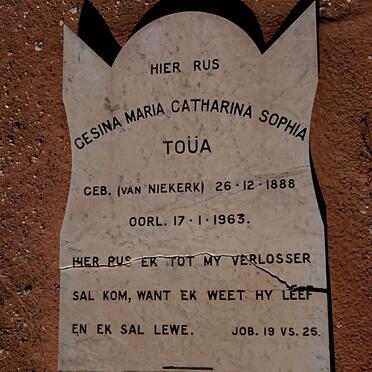 HIER RUS
GESINA MARIA CATHARINA SOPHIA
TOÜA
GEB. (VAN NIEKERK) 26·12·1888
OORL. 17·1·1963.
HIER RUS EK TOT MY VERLOSSER
SAL KOM, WANT EK WEET HY LEEF
EN EK SAL LEWE. JOB. 19 VS. 25.